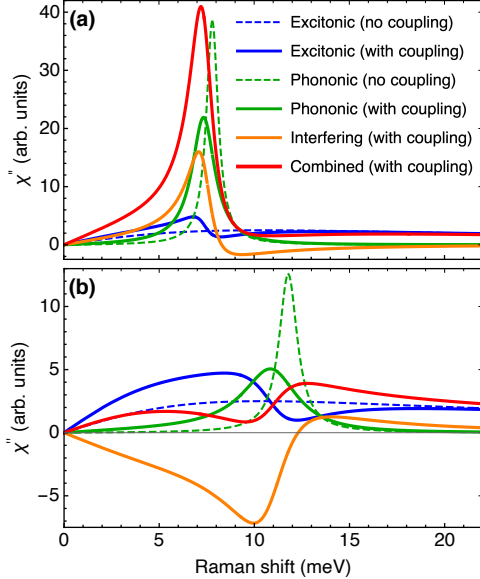 (a)
40
30
20
10
0
χ'' (arb. units)
Excitonic (no coupling)
Excitonic (with coupling)
Phononic (no coupling)
Phononic (with coupling)
Interfering (with coupling)
Combined (with coupling)
(b)
10
5
0
−5
χ'' (arb. units)
0 5 10 15 20
Raman shift (meV)